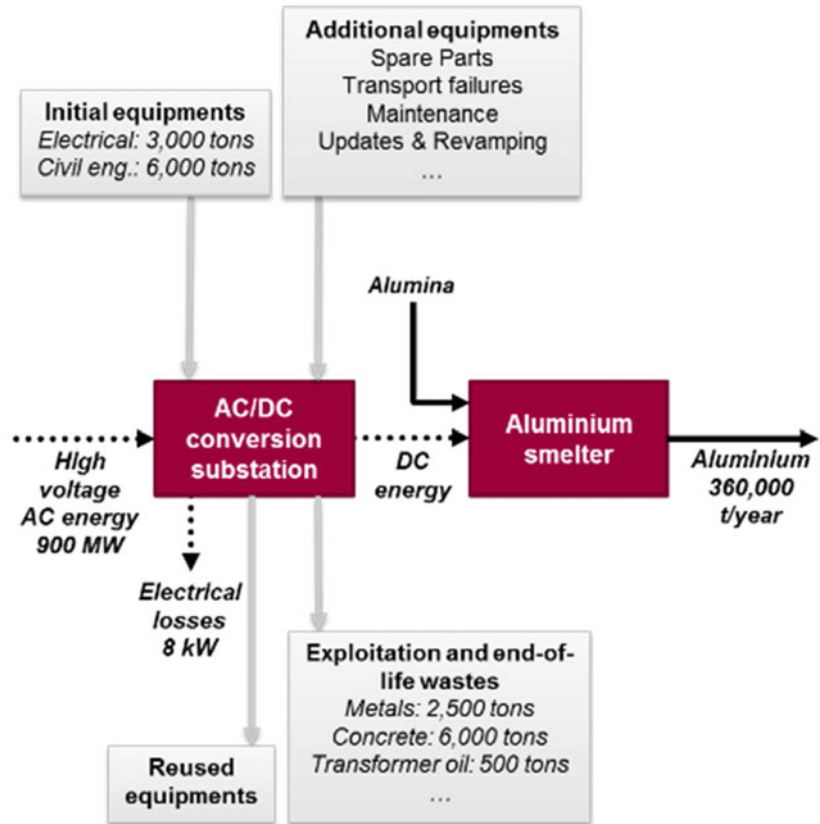 Additional equipments
Spare Parts
Transport failures
Maintenance
Updates & Revamping
...
Initial equipments
Electrical: 3,000 tons
Civil eng.: 6,000 tons
Alumina
AC/DC
conversion
substation
Aluminium
smelter
High
voltage
AC energy
900 MW
DC
energy
Aluminium
360,000
t/year
Electrical
losses
8 kW
Exploitation and end-of-
life wastes
Metals: 2,500 tons
Concrete: 6,000 tons
Transformer oil: 500 tons
...
Reused
equipments